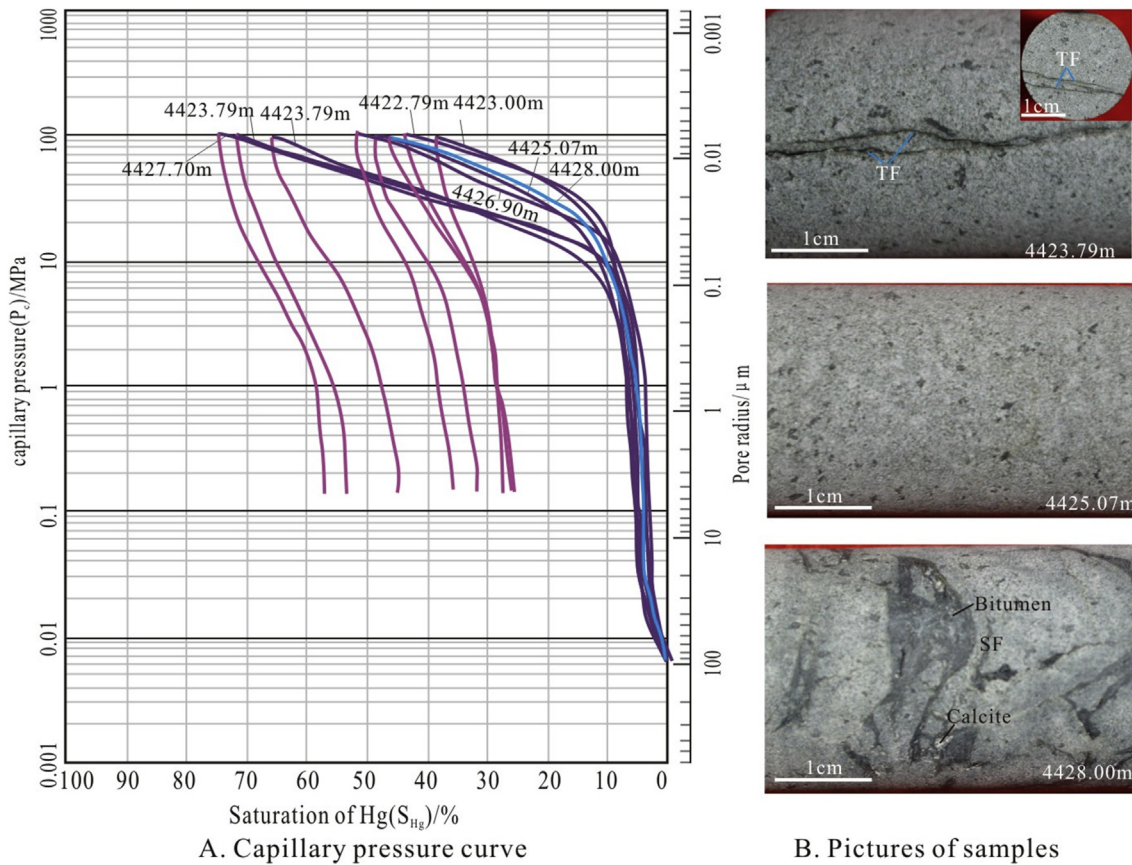 1000
100
10
1
0.1
0.01
0.001
capillary pressure(Pc)/MPa
4423.79m
4423.79m
4422.79m
4423.00m
4427.70m
4425.07m
4428.00m
4426.90m
100 90 80 70 60 50 40 30 20 10 0
Saturation of Hg(SHg)/%
0.001
0.01
0.1
1
10
100
Pore radius/μm
A. Capillary pressure curve
TF
1cm
TF
1cm
4423.79m
1cm
4425.07m
Bitumen
SF
Calcite
1cm
4428.00m
B. Pictures of samples